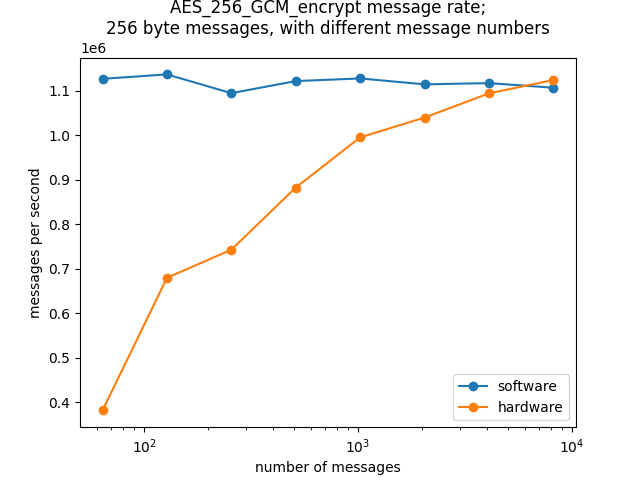 AES_256_GCM_encrypt message rate;
256 byte messages, with different message numbers
1e6
1.1
1.0
0.9
0.8
0.7
0.6
0.5
0.4
messages per second
software
hardware
10²
10³
10⁴
number of messages